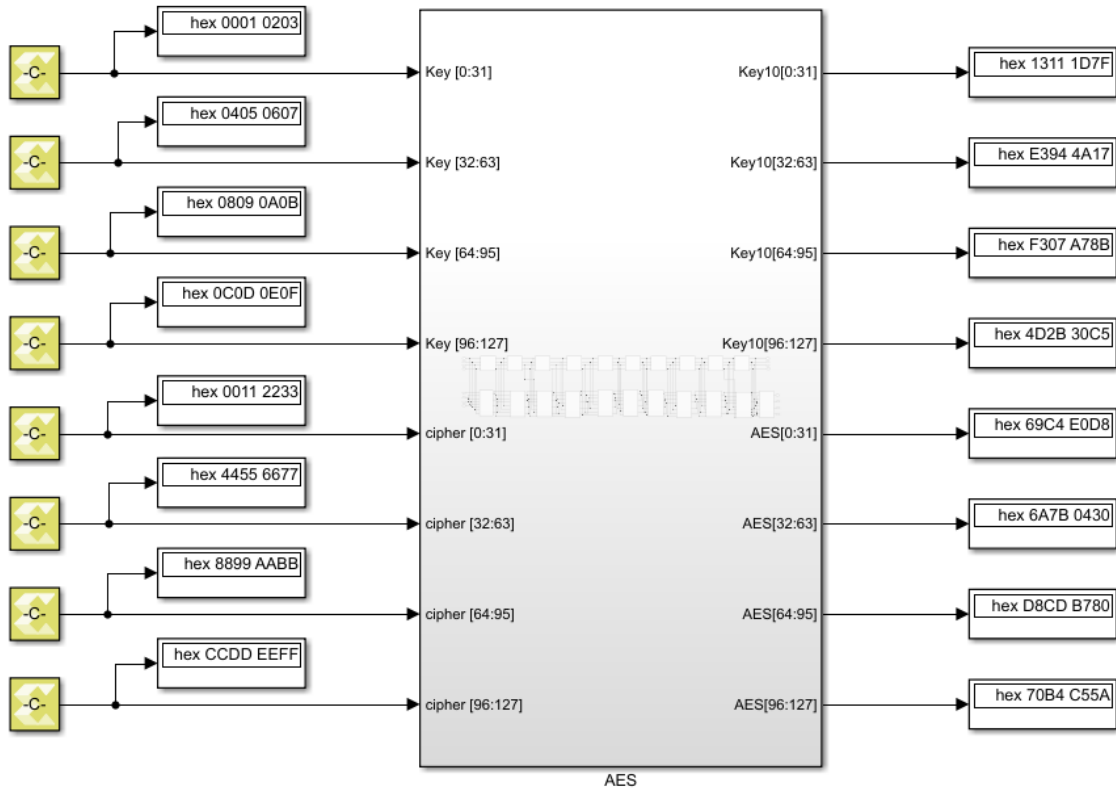 hex 0001 0203
-C-
Key [0:31]
Key10[0:31]
hex 1311 1D7F
hex 0405 0607
-C-
Key [32:63]
Key10[32:63]
hex E394 4A17
hex 0809 0A0B
-C-
Key [64:95]
Key10[64:95]
hex F307 A78B
hex 0C0D 0E0F
-C-
Key [96:127]
Key10[96:127]
hex 4D2B 30C5
hex 0011 2233
-C-
cipher [0:31]
AES[0:31]
hex 69C4 E0D8
hex 4455 6677
-C-
cipher [32:63]
AES[32:63]
hex 6A7B 0430
hex 8899 AABB
-C-
cipher [64:95]
AES[64:95]
hex D8CD B780
hex CCDD EEFF
-C-
cipher [96:127]
AES[96:127]
hex 70B4 C55A
AES